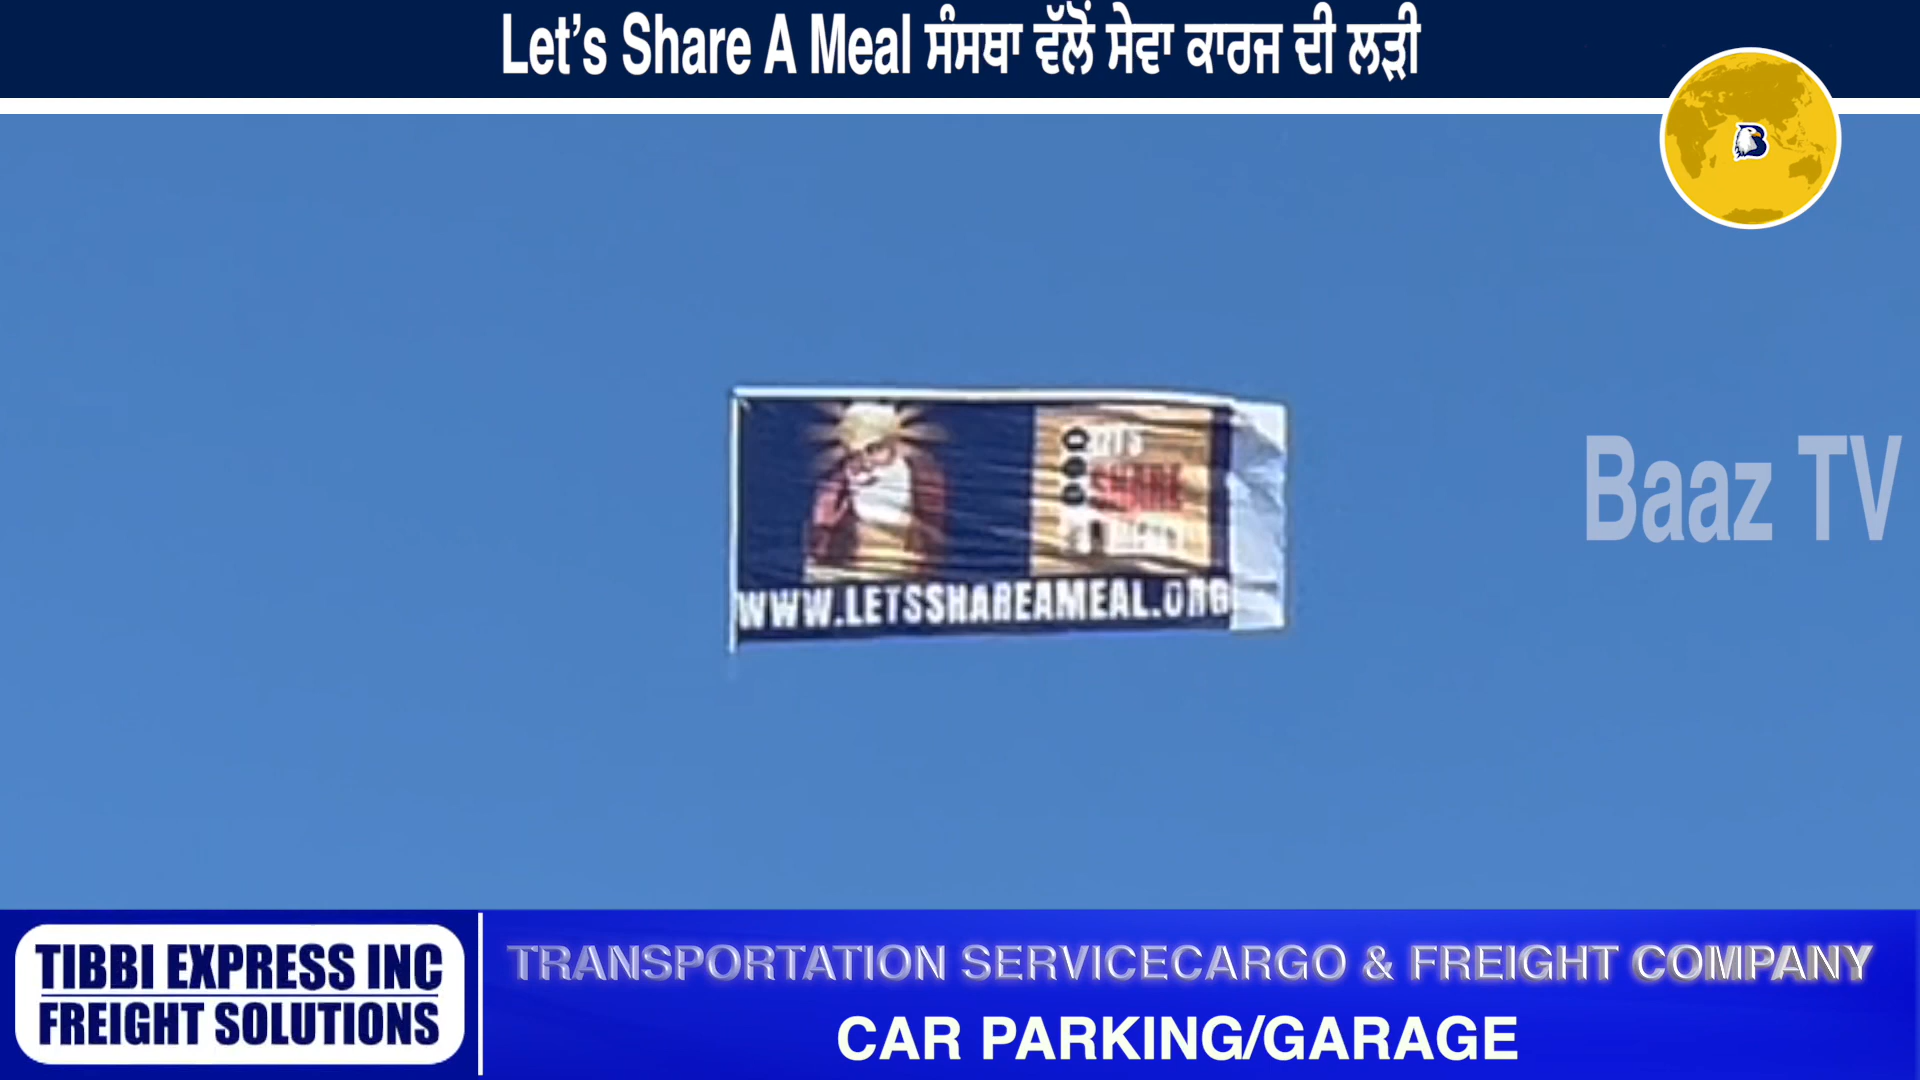 Let's Share A Meal ਸੰਸਥਾ ਵੱਲੋਂ ਸੇਵਾ ਕਾਰਜ ਦੀ ਲੜੀ
B
Baaz TV
SHARE
WWW.LETSSHAREAMEAL.ORG
TIBBI EXPRESS INC
FREIGHT SOLUTIONS
TRANSPORTATION SERVICECARGO & FREIGHT COMPANY
CAR PARKING/GARAGE